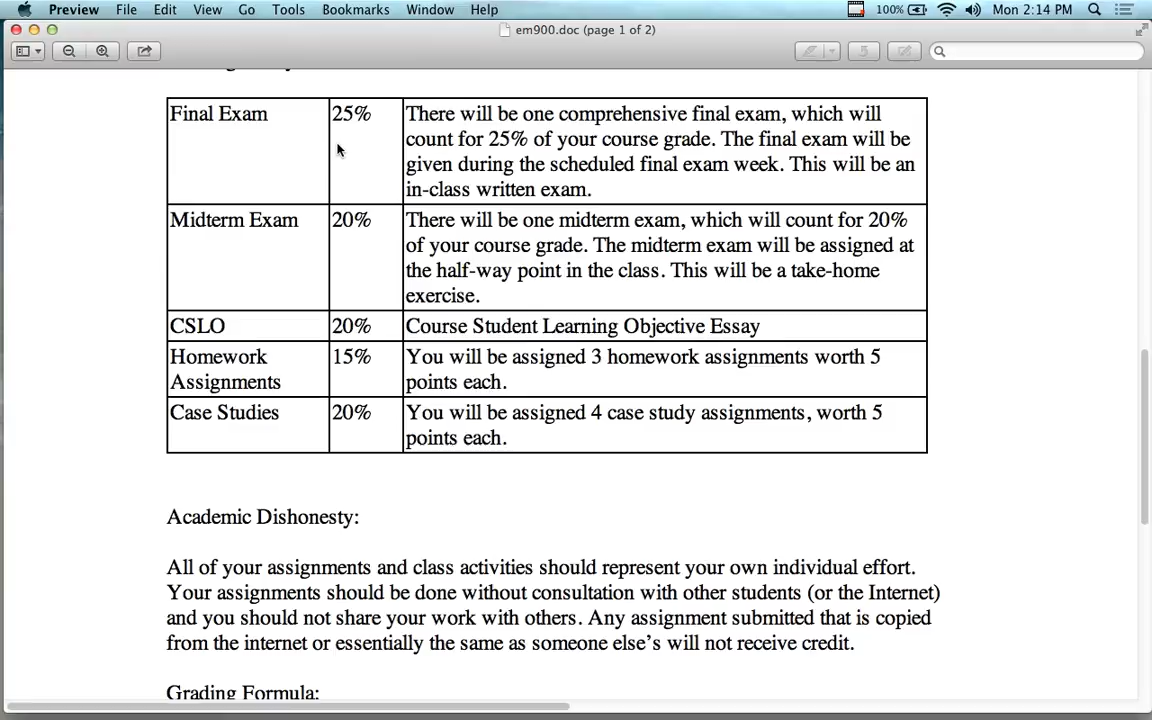 Preview File Edit View Go Tools Bookmarks Window Help 100% Mon 2:14 PM
em900.doc (page 1 of 2)
Final Exam 25% There will be one comprehensive final exam, which will
count for 25% of your course grade. The final exam will be
given during the scheduled final exam week. This will be an
in-class written exam.
Midterm Exam 20% There will be one midterm exam, which will count for 20%
of your course grade. The midterm exam will be assigned at
the half-way point in the class. This will be a take-home
exercise.
CSLO 20% Course Student Learning Objective Essay
Homework 15% You will be assigned 3 homework assignments worth 5
Assignments points each.
Case Studies 20% You will be assigned 4 case study assignments, worth 5
points each.
Academic Dishonesty:
All of your assignments and class activities should represent your own individual effort.
Your assignments should be done without consultation with other students (or the Internet)
and you should not share your work with others. Any assignment submitted that is copied
from the internet or essentially the same as someone else’s will not receive credit.
Grading Formula: